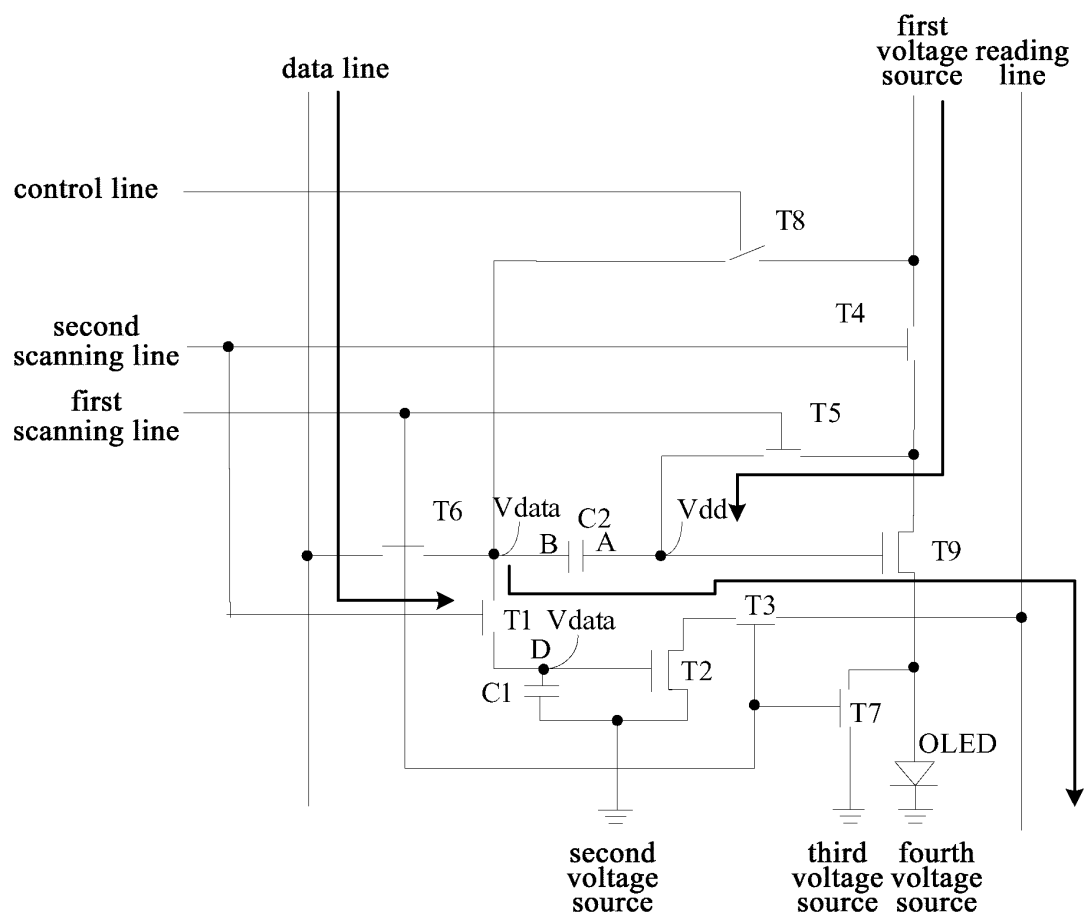 first
voltage reading
source line
data line
control line
T8
T4
second
scanning line
first
scanning line
T5
T6
Vdata
C2
Vdd
B
A
T9
T1
Vdata
T3
D
T2
C1
T7
OLED
second
voltage
source
third
voltage
source
fourth
voltage
source